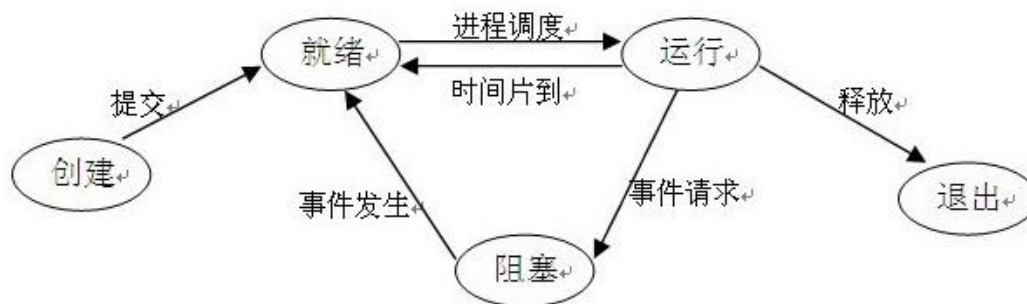 进程调度
就绪
运行
时间片到
提交
释放
创建
事件发生
事件请求
退出
阻塞